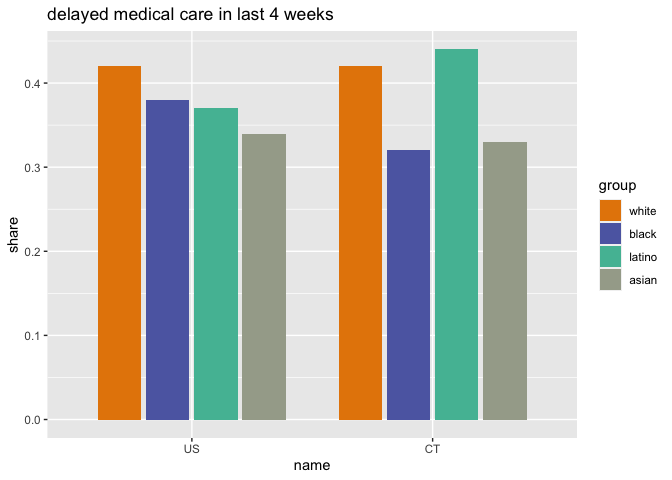 delayed medical care in last 4 weeks
share
0.4
0.3
0.2
0.1
0.0
US
CT
name
group
white
black
latino
asian